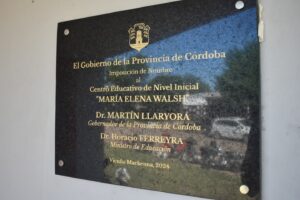 El Gobierno de la Provincia de Córdoba
Imposición de Nombre
al
Centro Educativo de Nivel Inicial
"MARÍA ELENA WALSH"
Dr. MARTÍN LLARYORA
Gobernador de la Provincia de Córdoba
Dr. Horacio FERREYRA
Ministro de Educación
Vicuña Mackenna, 2024